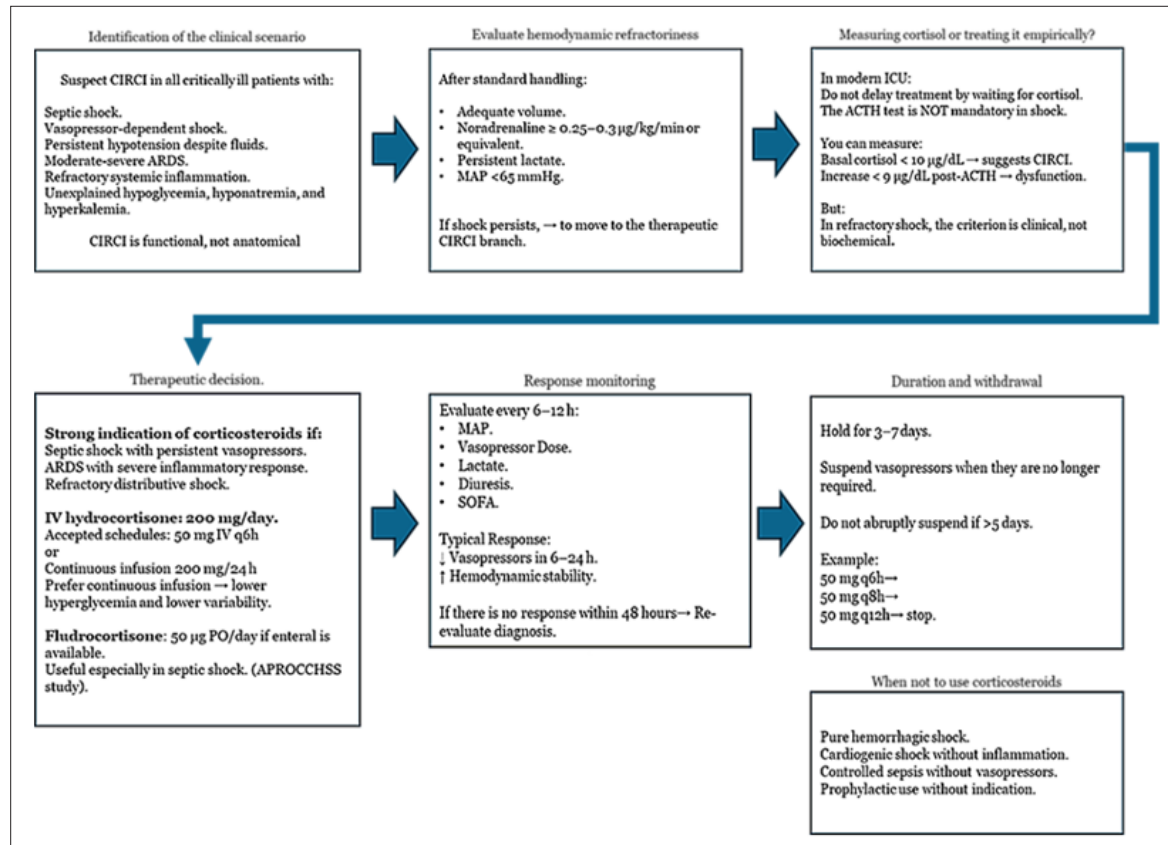 Identification of the clinical scenario
Suspect CIRCI in all critically ill patients with:
Septic shock.
Vasopressor-dependent shock.
Persistent hypotension despite fluids.
Moderate-severe ARDS.
Refractory systemic inflammation.
Unexplained hypoglycemia, hyponatremia, and
hyperkalemia.
CIRCI is functional, not anatomical
Evaluate hemodynamic refractoriness
After standard handling:
• Adequate volume.
• Noradrenaline ≥ 0.25–0.3 µg/kg/min or
equivalent.
• Persistent lactate.
• MAP <65 mmHg.
If shock persists, → to move to the therapeutic
CIRCI branch.
Measuring cortisol or treating it empirically?
In modern ICU:
Do not delay treatment by waiting for cortisol.
The ACTH test is NOT mandatory in shock.
You can measure:
Basal cortisol < 10 µg/dL → suggests CIRCI.
Increase < 9 µg/dL post-ACTH → dysfunction.
But:
In refractory shock, the criterion is clinical, not
biochemical.
Therapeutic decision.
Strong indication of corticosteroids if:
Septic shock with persistent vasopressors.
ARDS with severe inflammatory response.
Refractory distributive shock.
IV hydrocortisone: 200 mg/day.
Accepted schedules: 50 mg IV q6h
or
Continuous infusion 200 mg/24 h
Prefer continuous infusion → lower
hyperglycemia and lower variability.
Fludrocortisone: 50 µg PO/day if enteral is
available.
Useful especially in septic shock. (APROCCHSS
study).
Response monitoring
Evaluate every 6–12 h:
• MAP.
• Vasopressor Dose.
• Lactate.
• Diuresis.
• SOFA.
Typical Response:
↓ Vasopressors in 6–24 h.
↑ Hemodynamic stability.
If there is no response within 48 hours→ Re-
evaluate diagnosis.
Duration and withdrawal
Hold for 3–7 days.
Suspend vasopressors when they are no longer
required.
Do not abruptly suspend if >5 days.
Example:
50 mg q6h→
50 mg q8h→
50 mg q12h→ stop.
When not to use corticosteroids
Pure hemorrhagic shock.
Cardiogenic shock without inflammation.
Controlled sepsis without vasopressors.
Prophylactic use without indication.